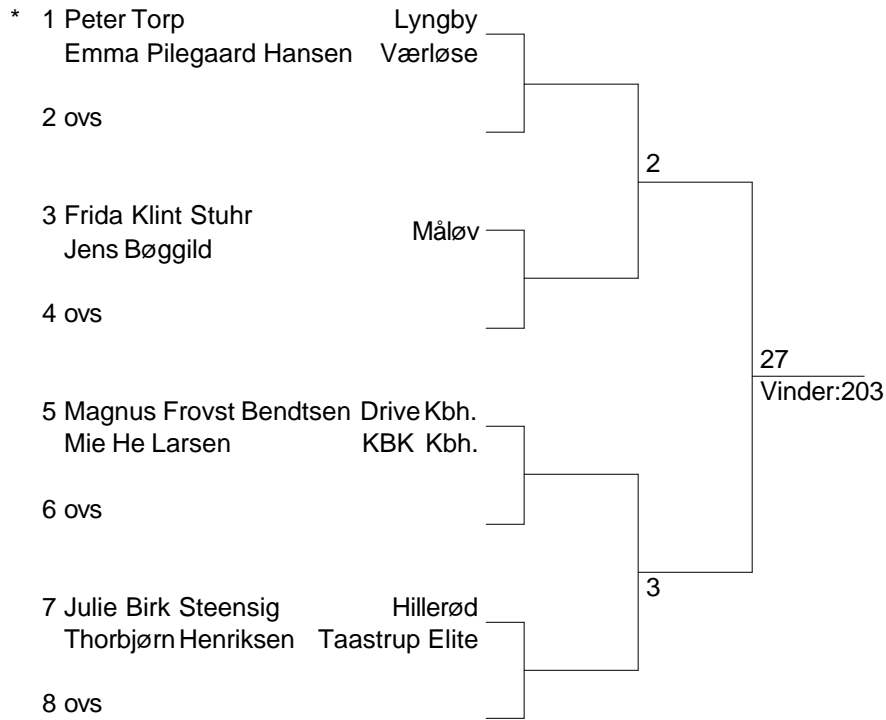 * 1 Peter Torp Lyngby
Emma Pilegaard Hansen Værløse
2 ovs
2
3 Frida Klint Stuhr
Måløv
Jens Bøggild
4 ovs
27
Vinder:203
5 Magnus Frovst Bendtsen Drive Kbh.
Mie He Larsen KBK Kbh.
6 ovs
3
7 Julie Birk Steensig Hillerød
Thorbjørn Henriksen Taastrup Elite
8 ovs